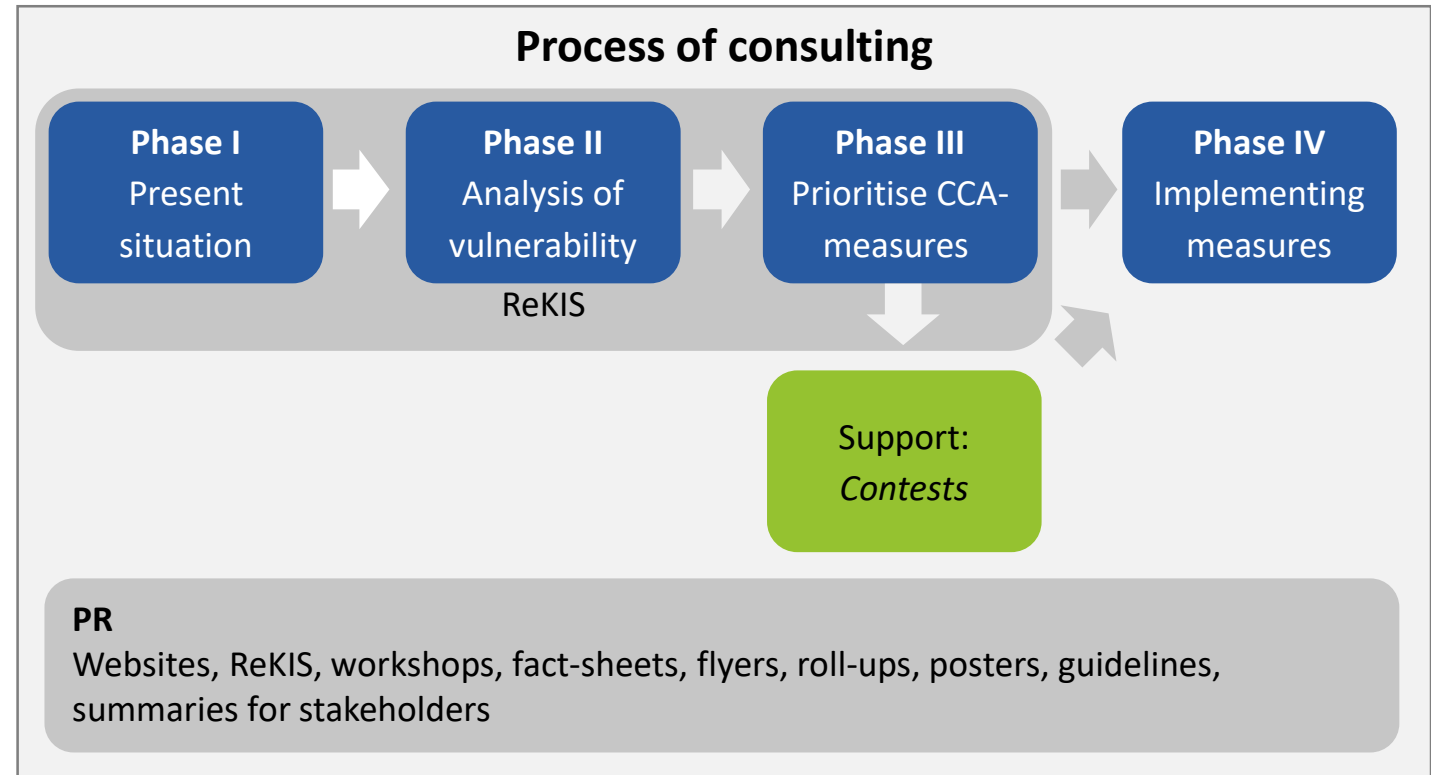 Process of consulting
Phase I
Present
situation
Phase II
Analysis of
vulnerability
Phase III
Prioritise CCA-
measures
Phase IV
Implementing
measures
ReKIS
Support:
Contests
PR
Websites, ReKIS, workshops, fact-sheets, flyers, roll-ups, posters, guidelines,
summaries for stakeholders